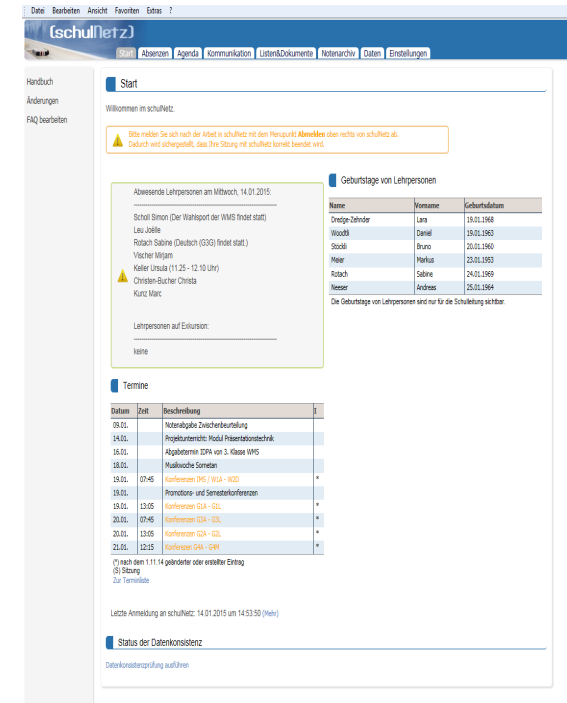 Datei Bearbeiten Ansicht Favoriten Extras ?
(schulNetz)
Start Absenzen Agenda Kommunikation Listen&Dokumente Notenarchiv Daten Einstellungen
Handbuch
Änderungen
FAQ bearbeiten
Start
Willkommen im schulNetz.
Bitte melden Sie sich nach der Arbeit in schulNetz mit dem Menupunkt Abmelden oben rechts von schulNetz ab.
Dadurch wird sichergestellt, dass Ihre Sitzung mit schulNetz korrekt beendet wird.
Abwesende Lehrpersonen am Mittwoch, 14.01.2015:
Scholl Simon (Der Wahlsport der WMS findet statt)
Leu Joëlle
Rotach Sabine (Deutsch (G3G) findet statt.)
Vischer Mirjam
Keller Ursula (11.25 - 12.10 Uhr)
Christen-Bucher Christa
Kunz Marc
Lehrpersonen auf Exkursion:
keine
Geburtstage von Lehrpersonen
Name Vorname Geburtsdatum
Dredge-Zehnder Lara 19.01.1968
Woodtli Daniel 19.01.1963
Stöckli Bruno 20.01.1960
Meier Markus 23.01.1953
Rotach Sabine 24.01.1969
Neeser Andreas 25.01.1964
Die Geburtstage von Lehrpersonen sind nur für die Schulleitung sichtbar.
Termine
Datum Zeit Beschreibung I
09.01. Notenabgabe Zwischenbeurteilung
14.01. Projektunterricht: Modul Präsentationstechnik
16.01. Abgabetermin IDPA von 3. Klasse WMS
18.01. Musikwoche Sornetan
19.01. 07:45 Konferenzen IMS / W1A - W2D *
19.01. Promotions- und Semesterkonferenzen
19.01. 13:05 Konferenzen G1A - G1L *
20.01. 07:45 Konferenzen G3A - G3L *
20.01. 13:05 Konferenzen G2A - G2L *
21.01. 12:15 Konferenzen G4A - G4M *
(*) nach dem 1.11.14 geänderter oder erstellter Eintrag
(S) Sitzung
Zur Terminliste
Letzte Anmeldung an schulNetz: 14.01.2015 um 14:53:50 (Mehr)
Status der Datenkonsistenz
Datenkonsistenzprüfung ausführen